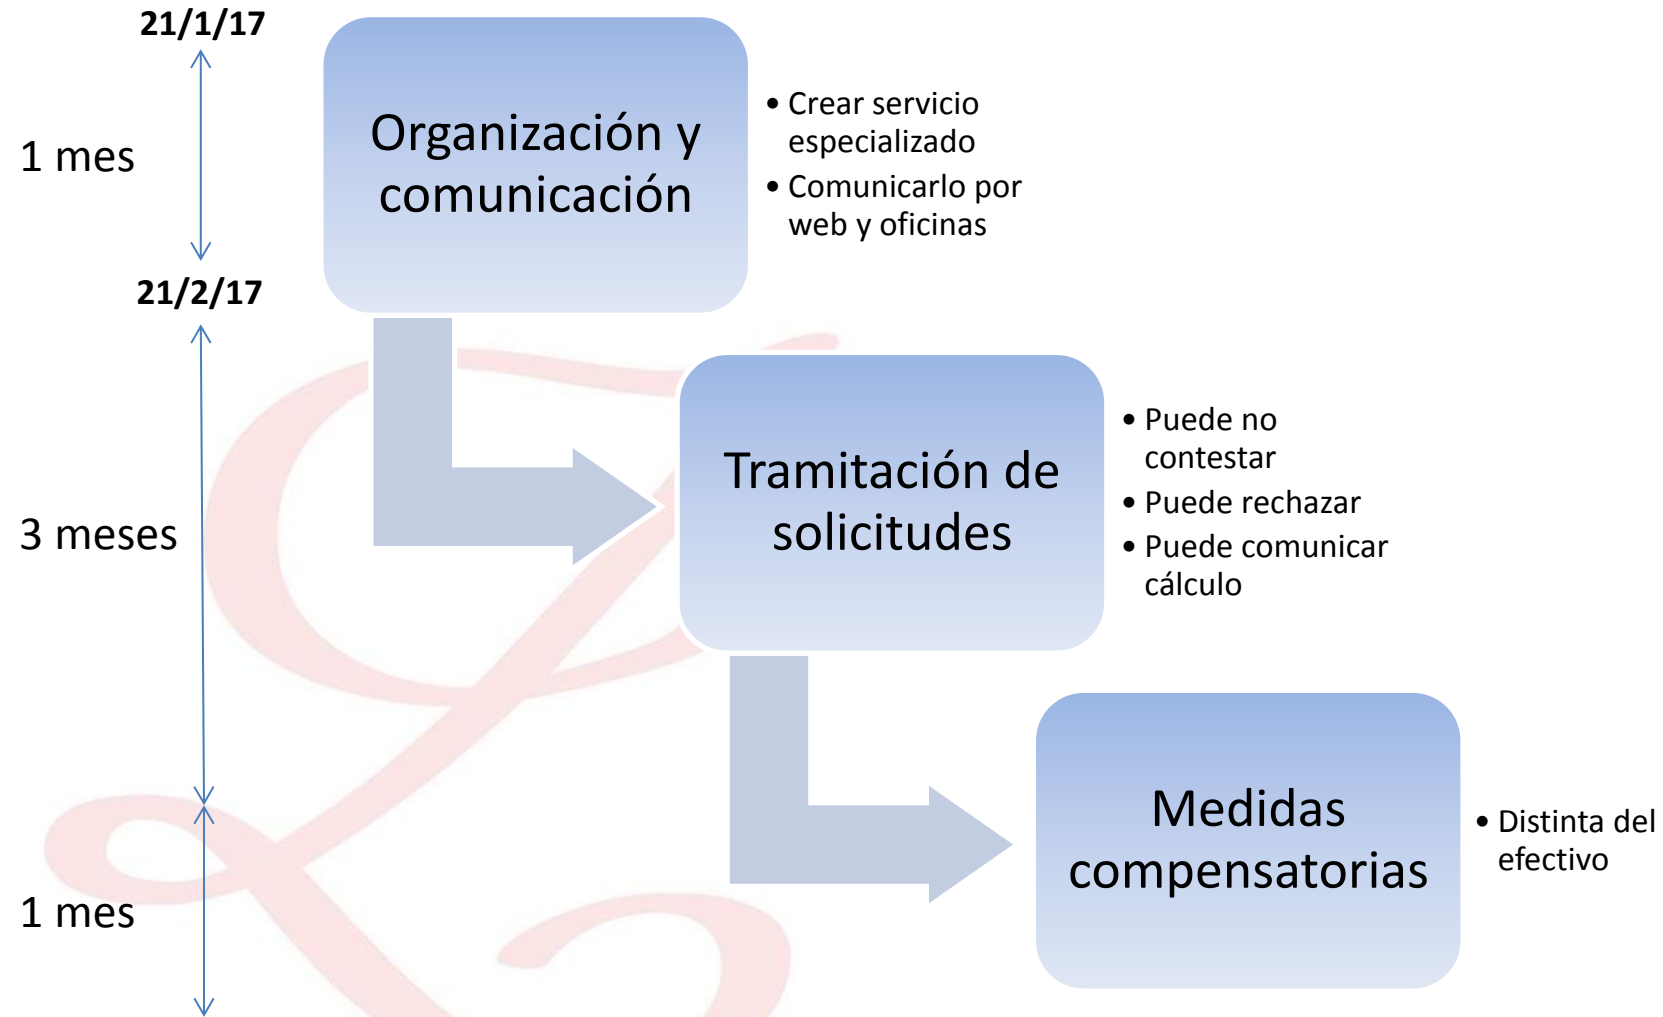 21/1/17
1 mes
21/2/17
3 meses
1 mes
Organización y
comunicación
• Crear servicio
especializado
• Comunicarlo por
web y oficinas
Tramitación de
solicitudes
• Puede no
contestar
• Puede rechazar
• Puede comunicar
cálculo
Medidas
compensatorias
• Distinta del
efectivo